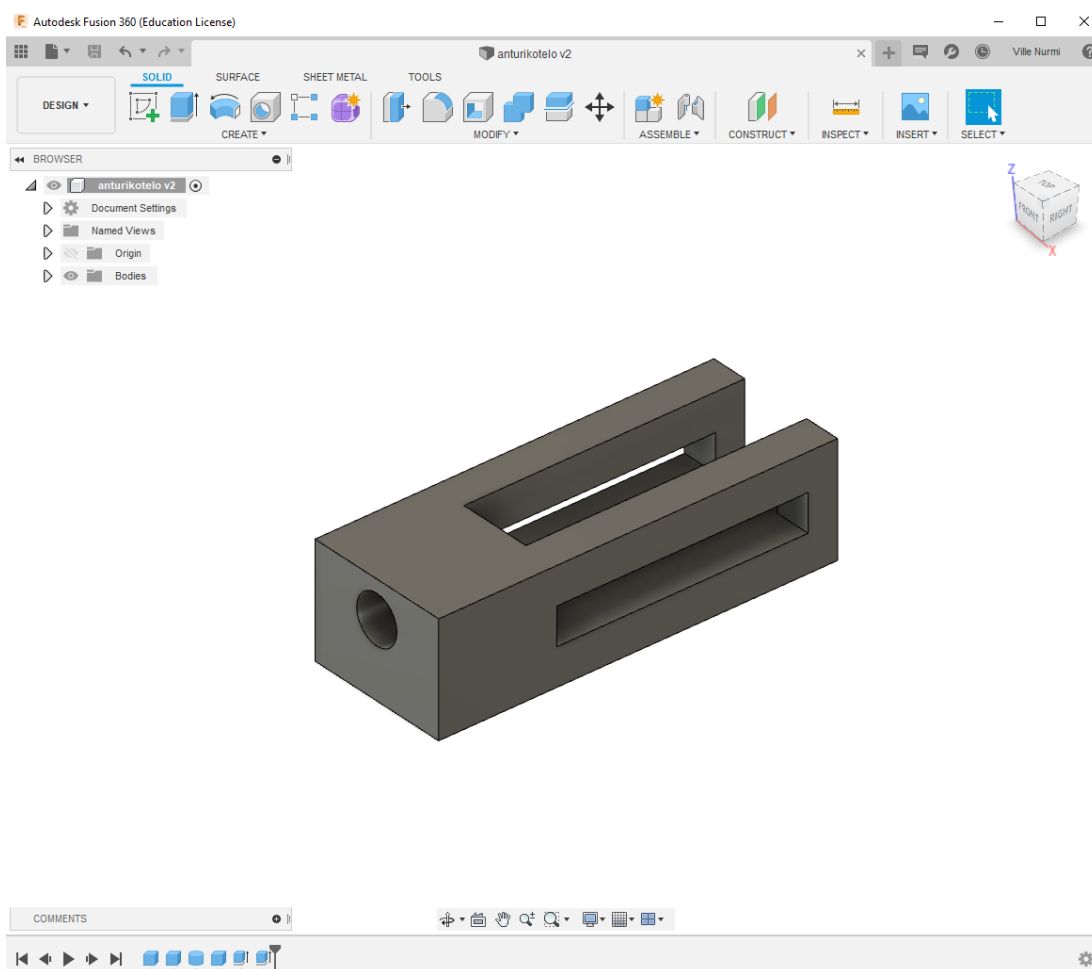 Autodesk Fusion 360 (Education License)
anturikotelo v2
Ville Nurmi
SOLID SURFACE SHEET METAL TOOLS
DESIGN
CREATE MODIFY ASSEMBLE CONSTRUCT INSPECT INSERT SELECT
BROWSER
anturikotelo v2
Document Settings
Named Views
Origin
Bodies
Z
TOP
FRONT RIGHT
X
COMMENTS